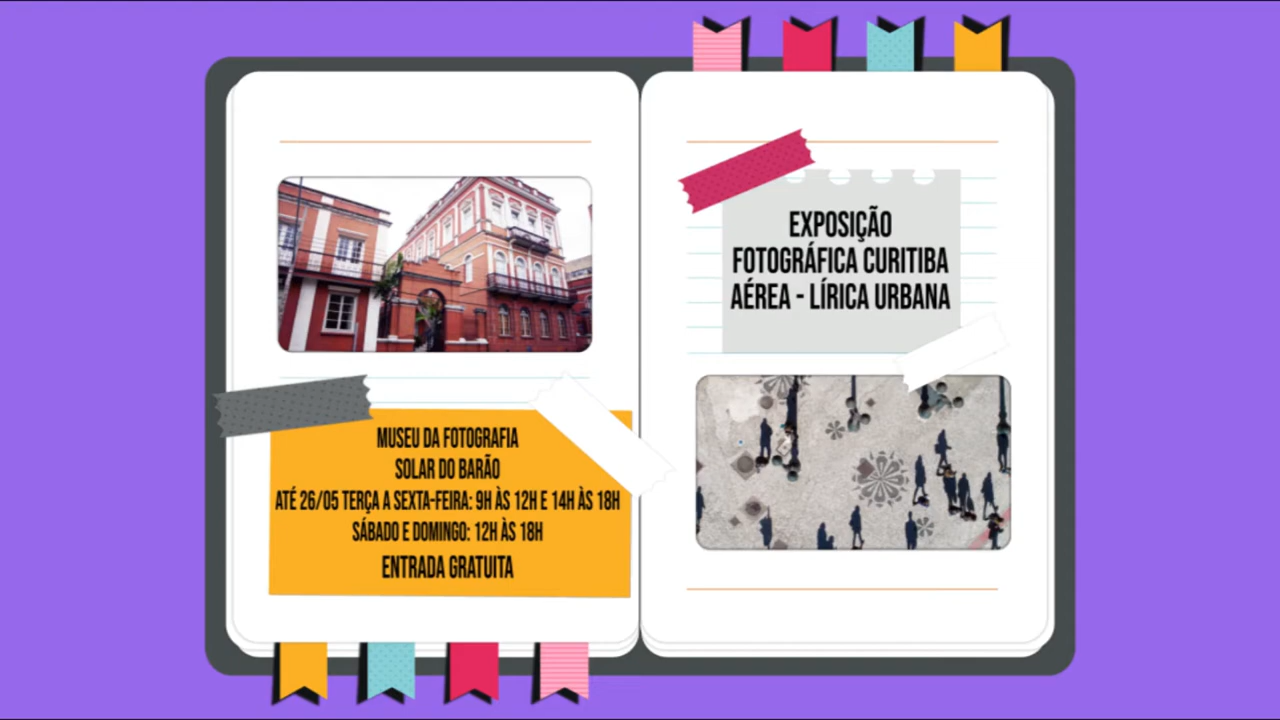 MUSEU DA FOTOGRAFIA
SOLAR DO BARÃO
ATÉ 26/05 TERÇA A SEXTA-FEIRA: 9H ÀS 12H E 14H ÀS 18H
SÁBADO E DOMINGO: 12H ÀS 18H
ENTRADA GRATUITA
EXPOSIÇÃO
FOTOGRÁFICA CURITIBA
AÉREA - LÍRICA URBANA